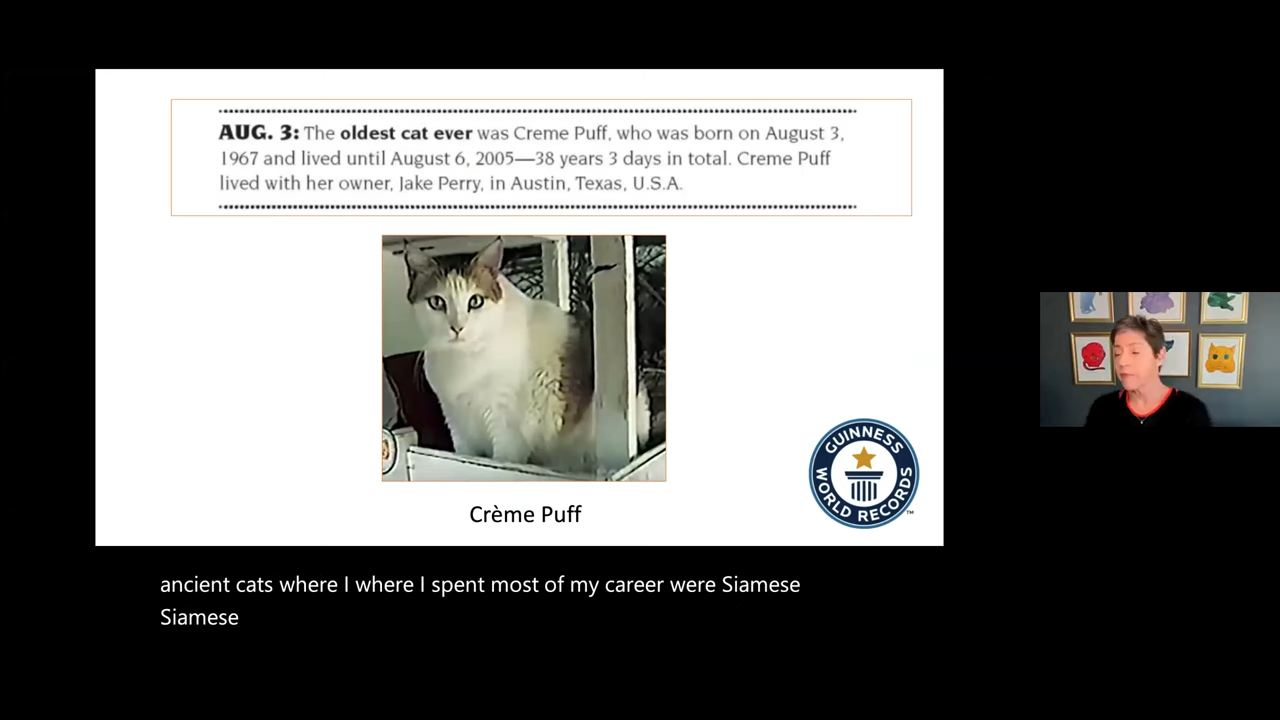 AUG. 3: The oldest cat ever was Creme Puff, who was born on August 3,
1967 and lived until August 6, 2005—38 years 3 days in total. Creme Puff
lived with her owner, Jake Perry, in Austin, Texas, U.S.A.
Crème Puff
GUINNESS
WORLD RECORDS
™
ancient cats where I where I spent most of my career were Siamese
Siamese